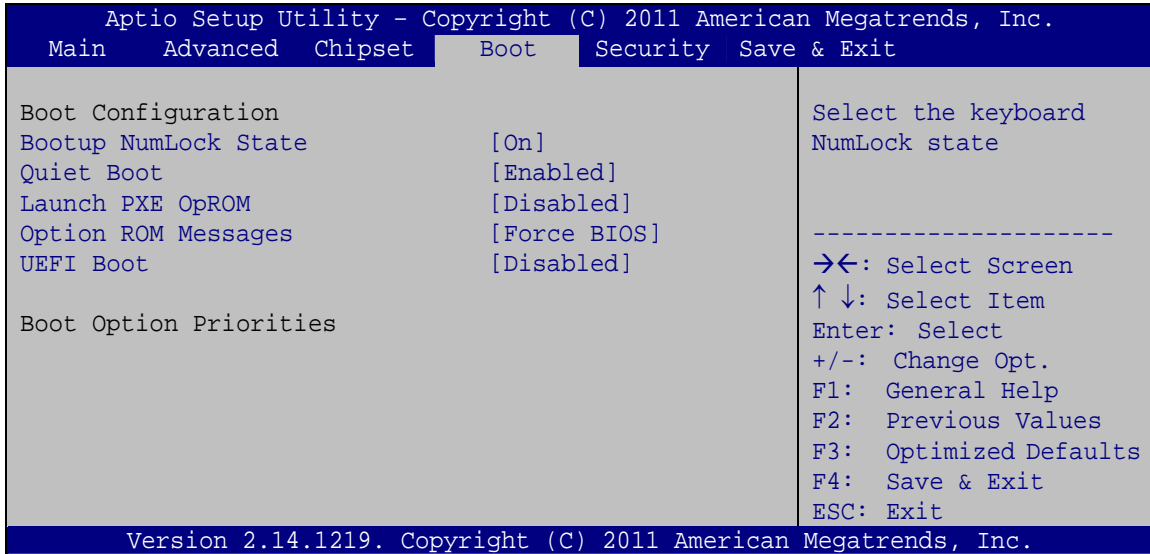 Aptio Setup Utility – Copyright (C) 2011 American Megatrends, Inc.
Main Advanced Chipset Boot Security Save & Exit
Boot Configuration
Bootup NumLock State [On]
Quiet Boot [Enabled]
Launch PXE OpROM [Disabled]
Option ROM Messages [Force BIOS]
UEFI Boot [Disabled]
Boot Option Priorities
Select the keyboard
NumLock state
---------------------
→←: Select Screen
↑ ↓: Select Item
Enter: Select
+/-: Change Opt.
F1: General Help
F2: Previous Values
F3: Optimized Defaults
F4: Save & Exit
ESC: Exit
Version 2.14.1219. Copyright (C) 2011 American Megatrends, Inc.